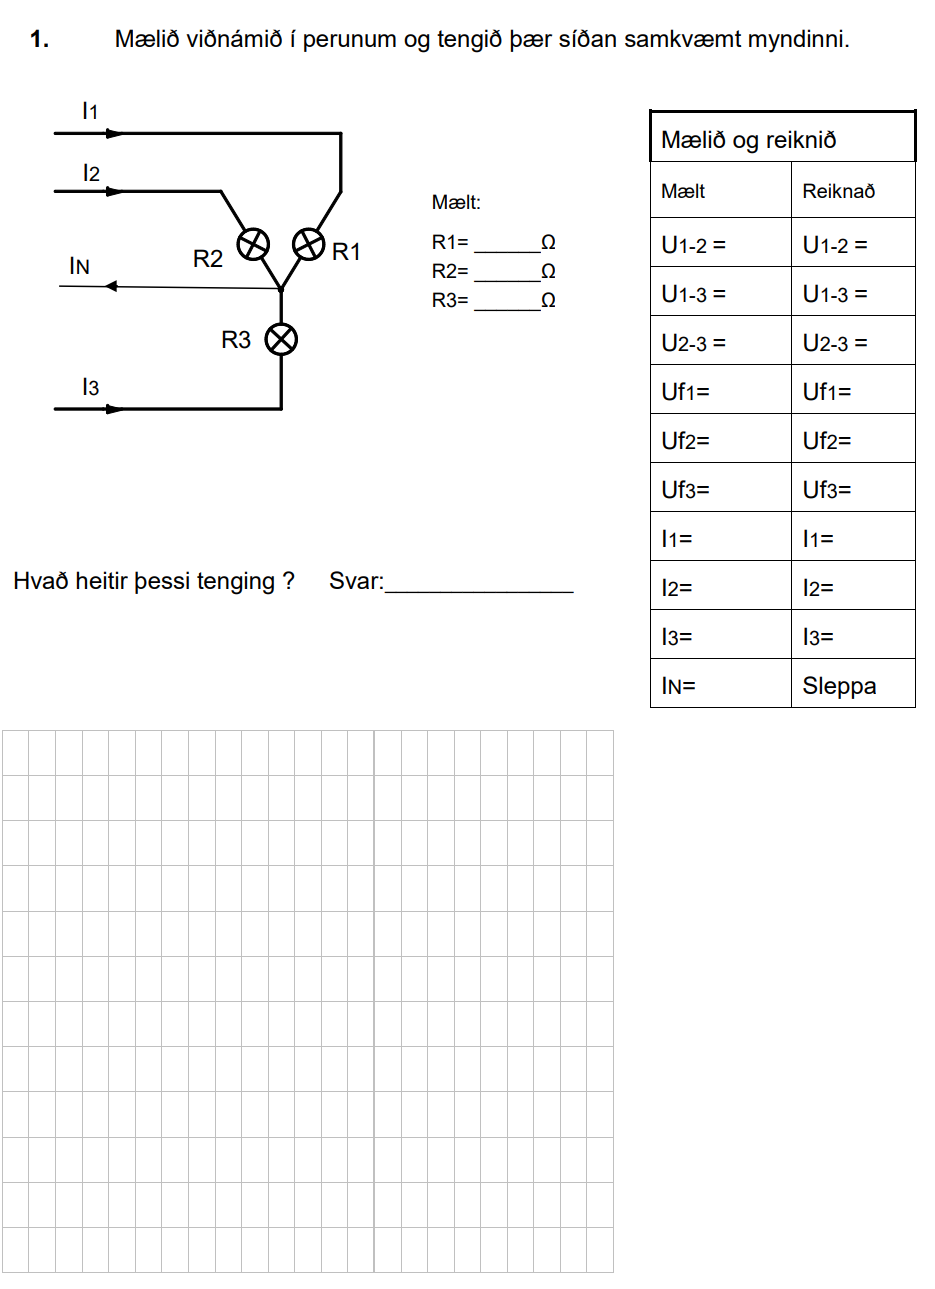 1. Mælið viðnámið í perunum og tengið þær síðan samkvæmt myndinni.
I1
I2
IN
I3
R2
R1
R3
Mælt:
R1= ______Ω
R2= ______Ω
R3= ______Ω
Mælið og reiknið
Mælt Reiknað
U1-2 = U1-2 =
U1-3 = U1-3 =
U2-3 = U2-3 =
Uf1= Uf1=
Uf2= Uf2=
Uf3= Uf3=
I1= I1=
I2= I2=
I3= I3=
IN= Sleppa
Hvað heitir þessi tenging ? Svar:______________